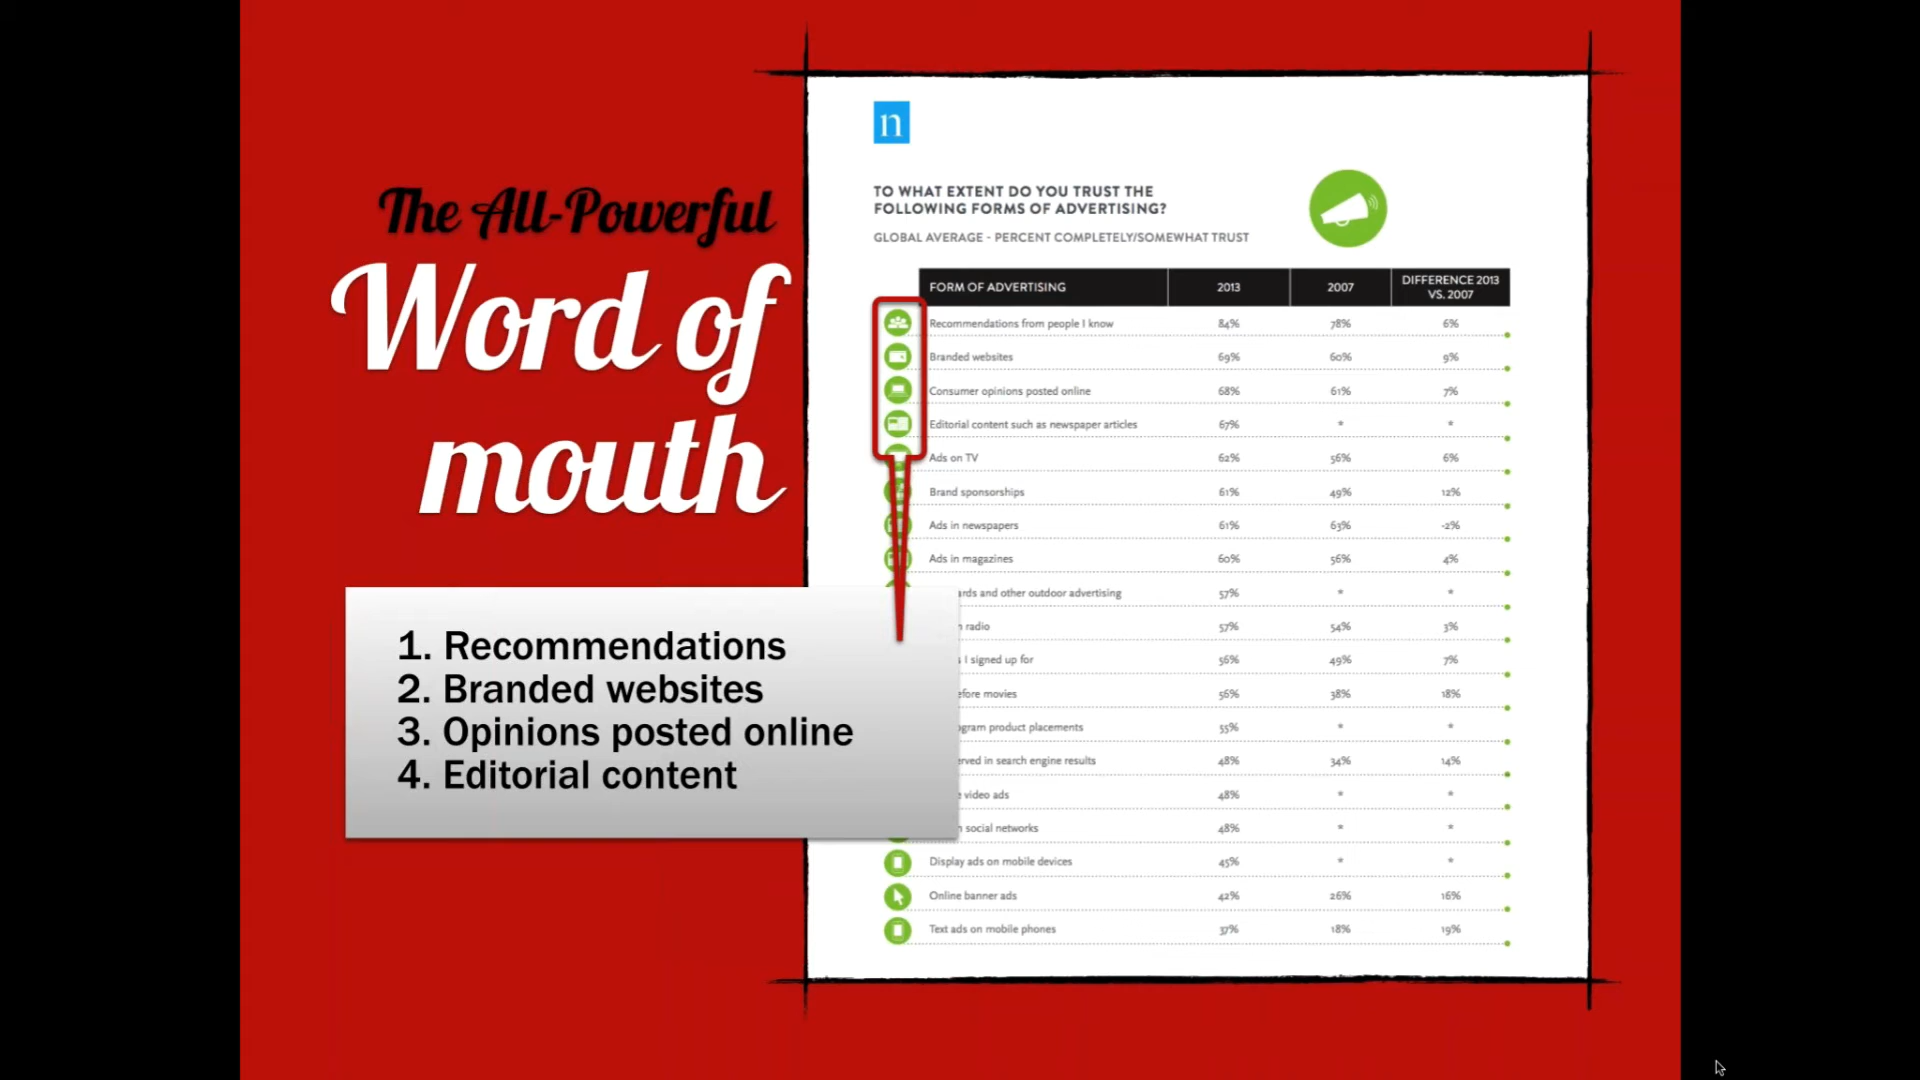 The All-Powerful
Word of
mouth
1. Recommendations
2. Branded websites
3. Opinions posted online
4. Editorial content
n
TO WHAT EXTENT DO YOU TRUST THE
FOLLOWING FORMS OF ADVERTISING?
GLOBAL AVERAGE - PERCENT COMPLETELY/SOMEWHAT TRUST
FORM OF ADVERTISING 2013 2007 DIFFERENCE 2013
VS. 2007
Recommendations from people I know 84% 78% 6%
Branded websites 69% 60% 9%
Consumer opinions posted online 68% 61% 7%
Editorial content such as newspaper articles 67% * *
Ads on TV 62% 56% 6%
Brand sponsorships 61% 49% 12%
Ads in newspapers 61% 63% -2%
Ads in magazines 60% 56% 4%
and other outdoor advertising 57% * *
radio 57% 54% 3%
I signed up for 56% 49% 7%
movies 56% 38% 18%
product placements 55% * *
in search engine results 48% 34% 14%
video ads 48% * *
social networks 48% * *
Display ads on mobile devices 45% * *
Online banner ads 42% 26% 16%
Text ads on mobile phones 37% 18% 19%